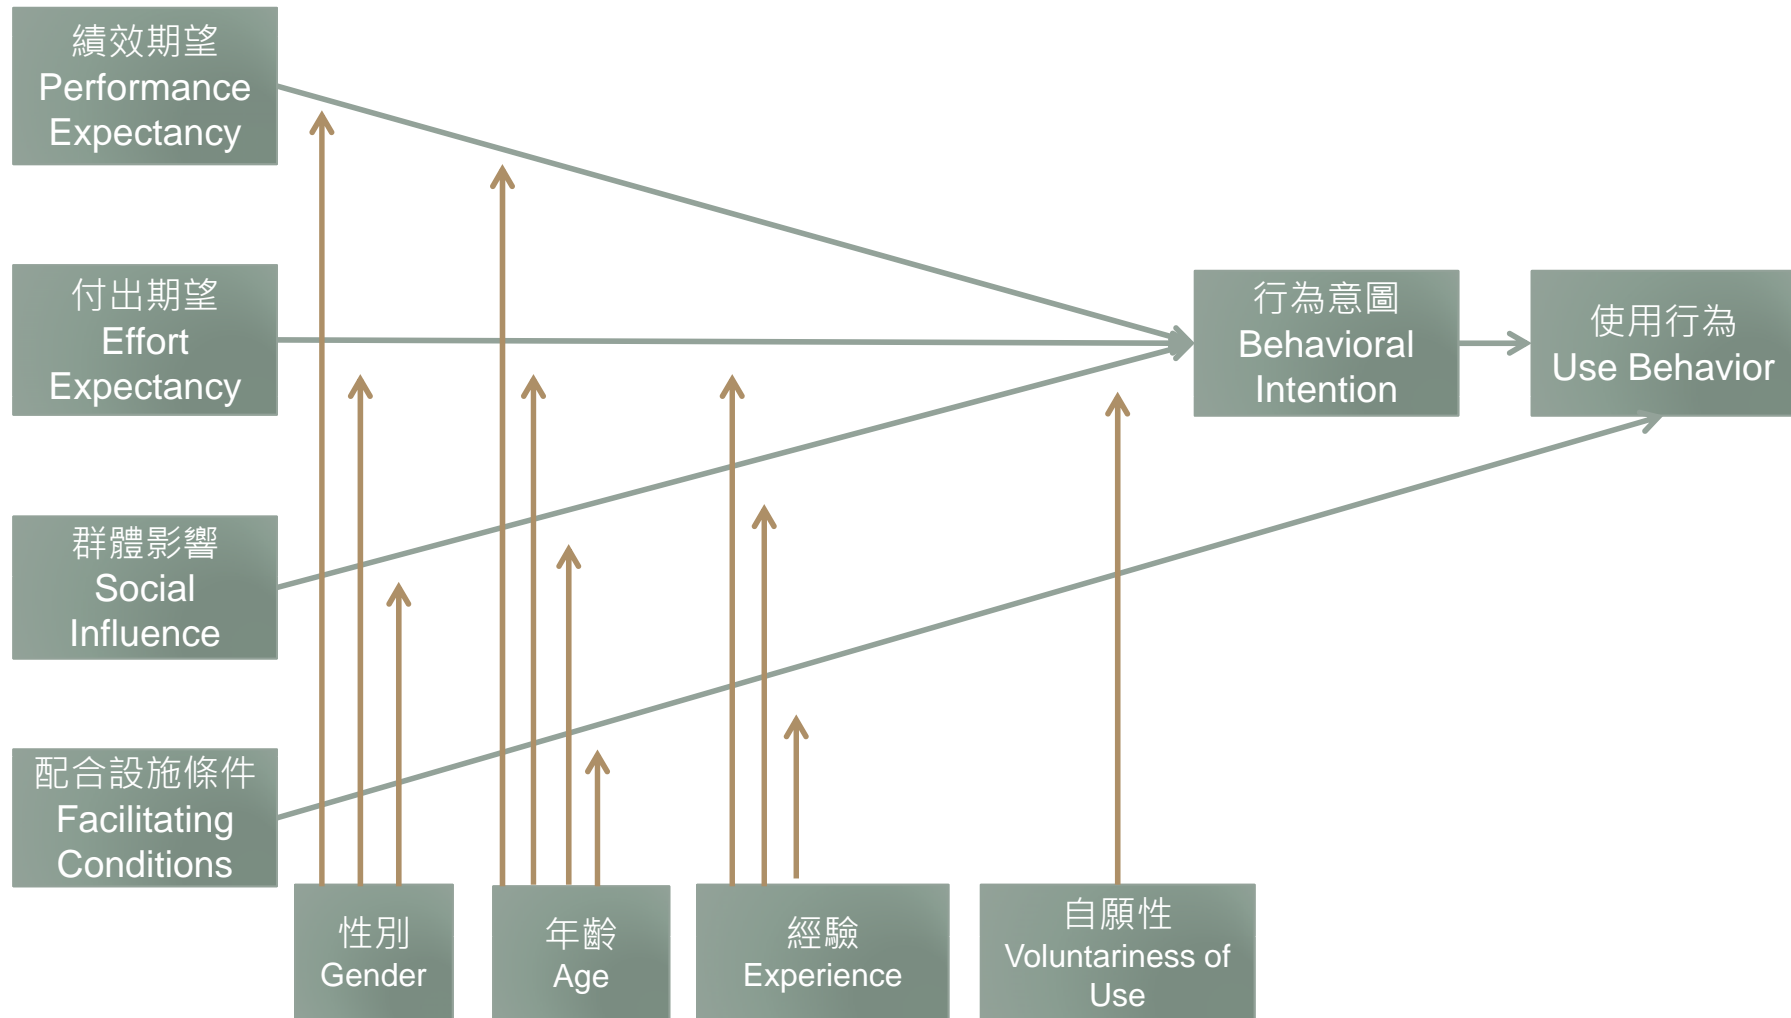 績效期望
Performance
Expectancy
付出期望
Effort
Expectancy
行為意圖
Behavioral
Intention
使用行為
Use Behavior
群體影響
Social
Influence
配合設施條件
Facilitating
Conditions
性別
Gender
年齡
Age
經驗
Experience
自願性
Voluntariness of
Use